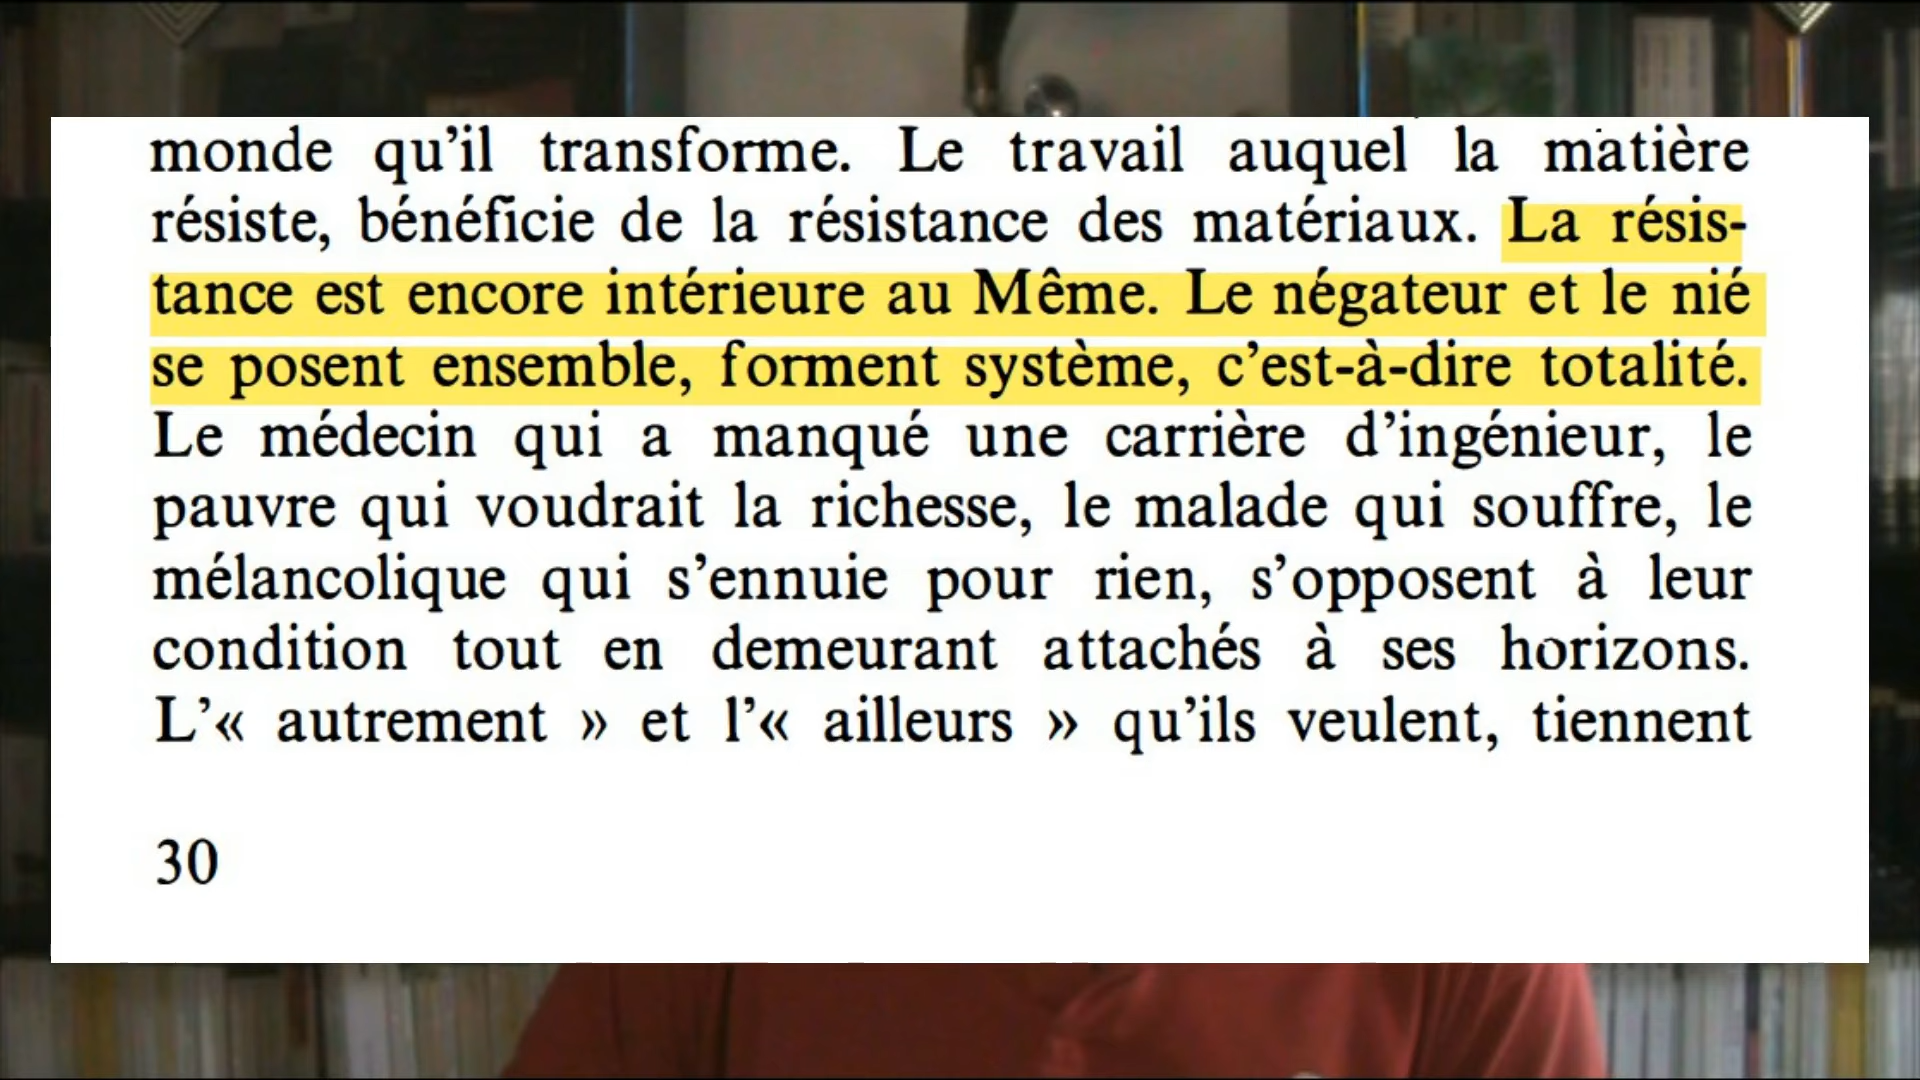 monde qu’il transforme. Le travail auquel la matière
résiste, bénéficie de la résistance des matériaux. La résis-
tance est encore intérieure au Même. Le négateur et le nié
se posent ensemble, forment système, c’est-à-dire totalité.
Le médecin qui a manqué une carrière d’ingénieur, le
pauvre qui voudrait la richesse, le malade qui souffre, le
mélancolique qui s’ennuie pour rien, s’opposent à leur
condition tout en demeurant attachés à ses horizons.
L’« autrement » et l’« ailleurs » qu’ils veulent, tiennent
30